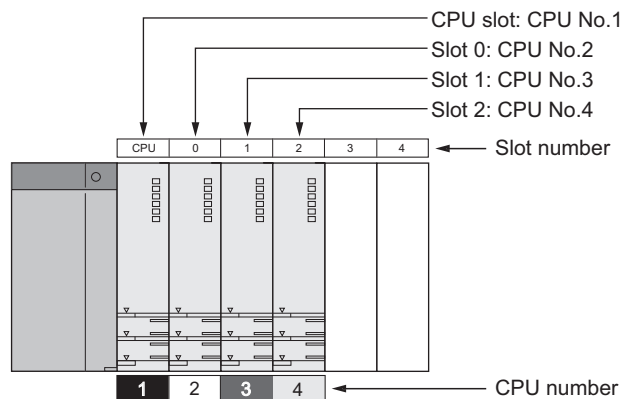 CPU slot: CPU No.1
Slot 0: CPU No.2
Slot 1: CPU No.3
Slot 2: CPU No.4
CPU 0 1 2 3 4 Slot number
1 2 3 4 CPU number